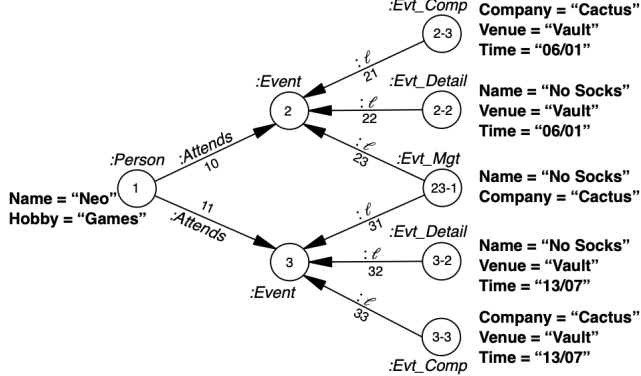 :Evt_Comp
Company = “Cactus”
Venue = “Vault”
Time = “06/01”
2-3
: ℓ
21
:Event
:Evt_Detail
2
: ℓ
22
2-2
Name = “No Socks”
Venue = “Vault”
Time = “06/01”
:Attends
10
: ℓ
23
:Person
1
Name = “Neo”
Hobby = “Games”
:Evt_Mgt
23-1
Name = “No Socks”
Company = “Cactus”
11
:Attends
: ℓ
31
:Evt_Detail
3
:Event
: ℓ
32
3-2
Name = “No Socks”
Venue = “Vault”
Time = “13/07”
: ℓ
33
3-3
:Evt_Comp
Company = “Cactus”
Venue = “Vault”
Time = “13/07”